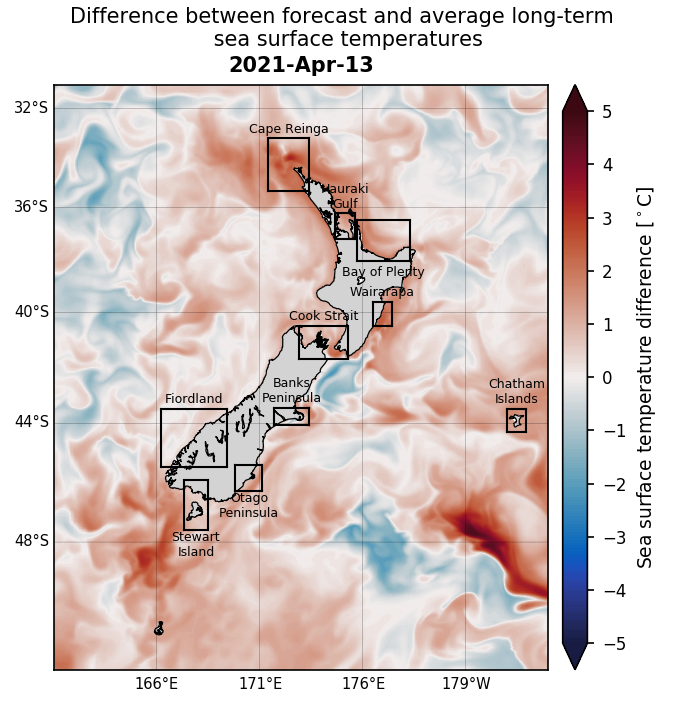 Difference between forecast and average long-term
sea surface temperatures
2021-Apr-13
32°S
36°S
40°S
44°S
48°S
Cape Reinga
Hauraki
Gulf
Bay of Plenty
Wairarapa
Cook Strait
Banks
Peninsula
Chatham
Islands
Fiordland
Otago
Peninsula
Stewart
Island
166°E
171°E
176°E
179°W
5
4
3
2
1
0
−1
−2
−3
−4
−5
Sea surface temperature difference [°C]